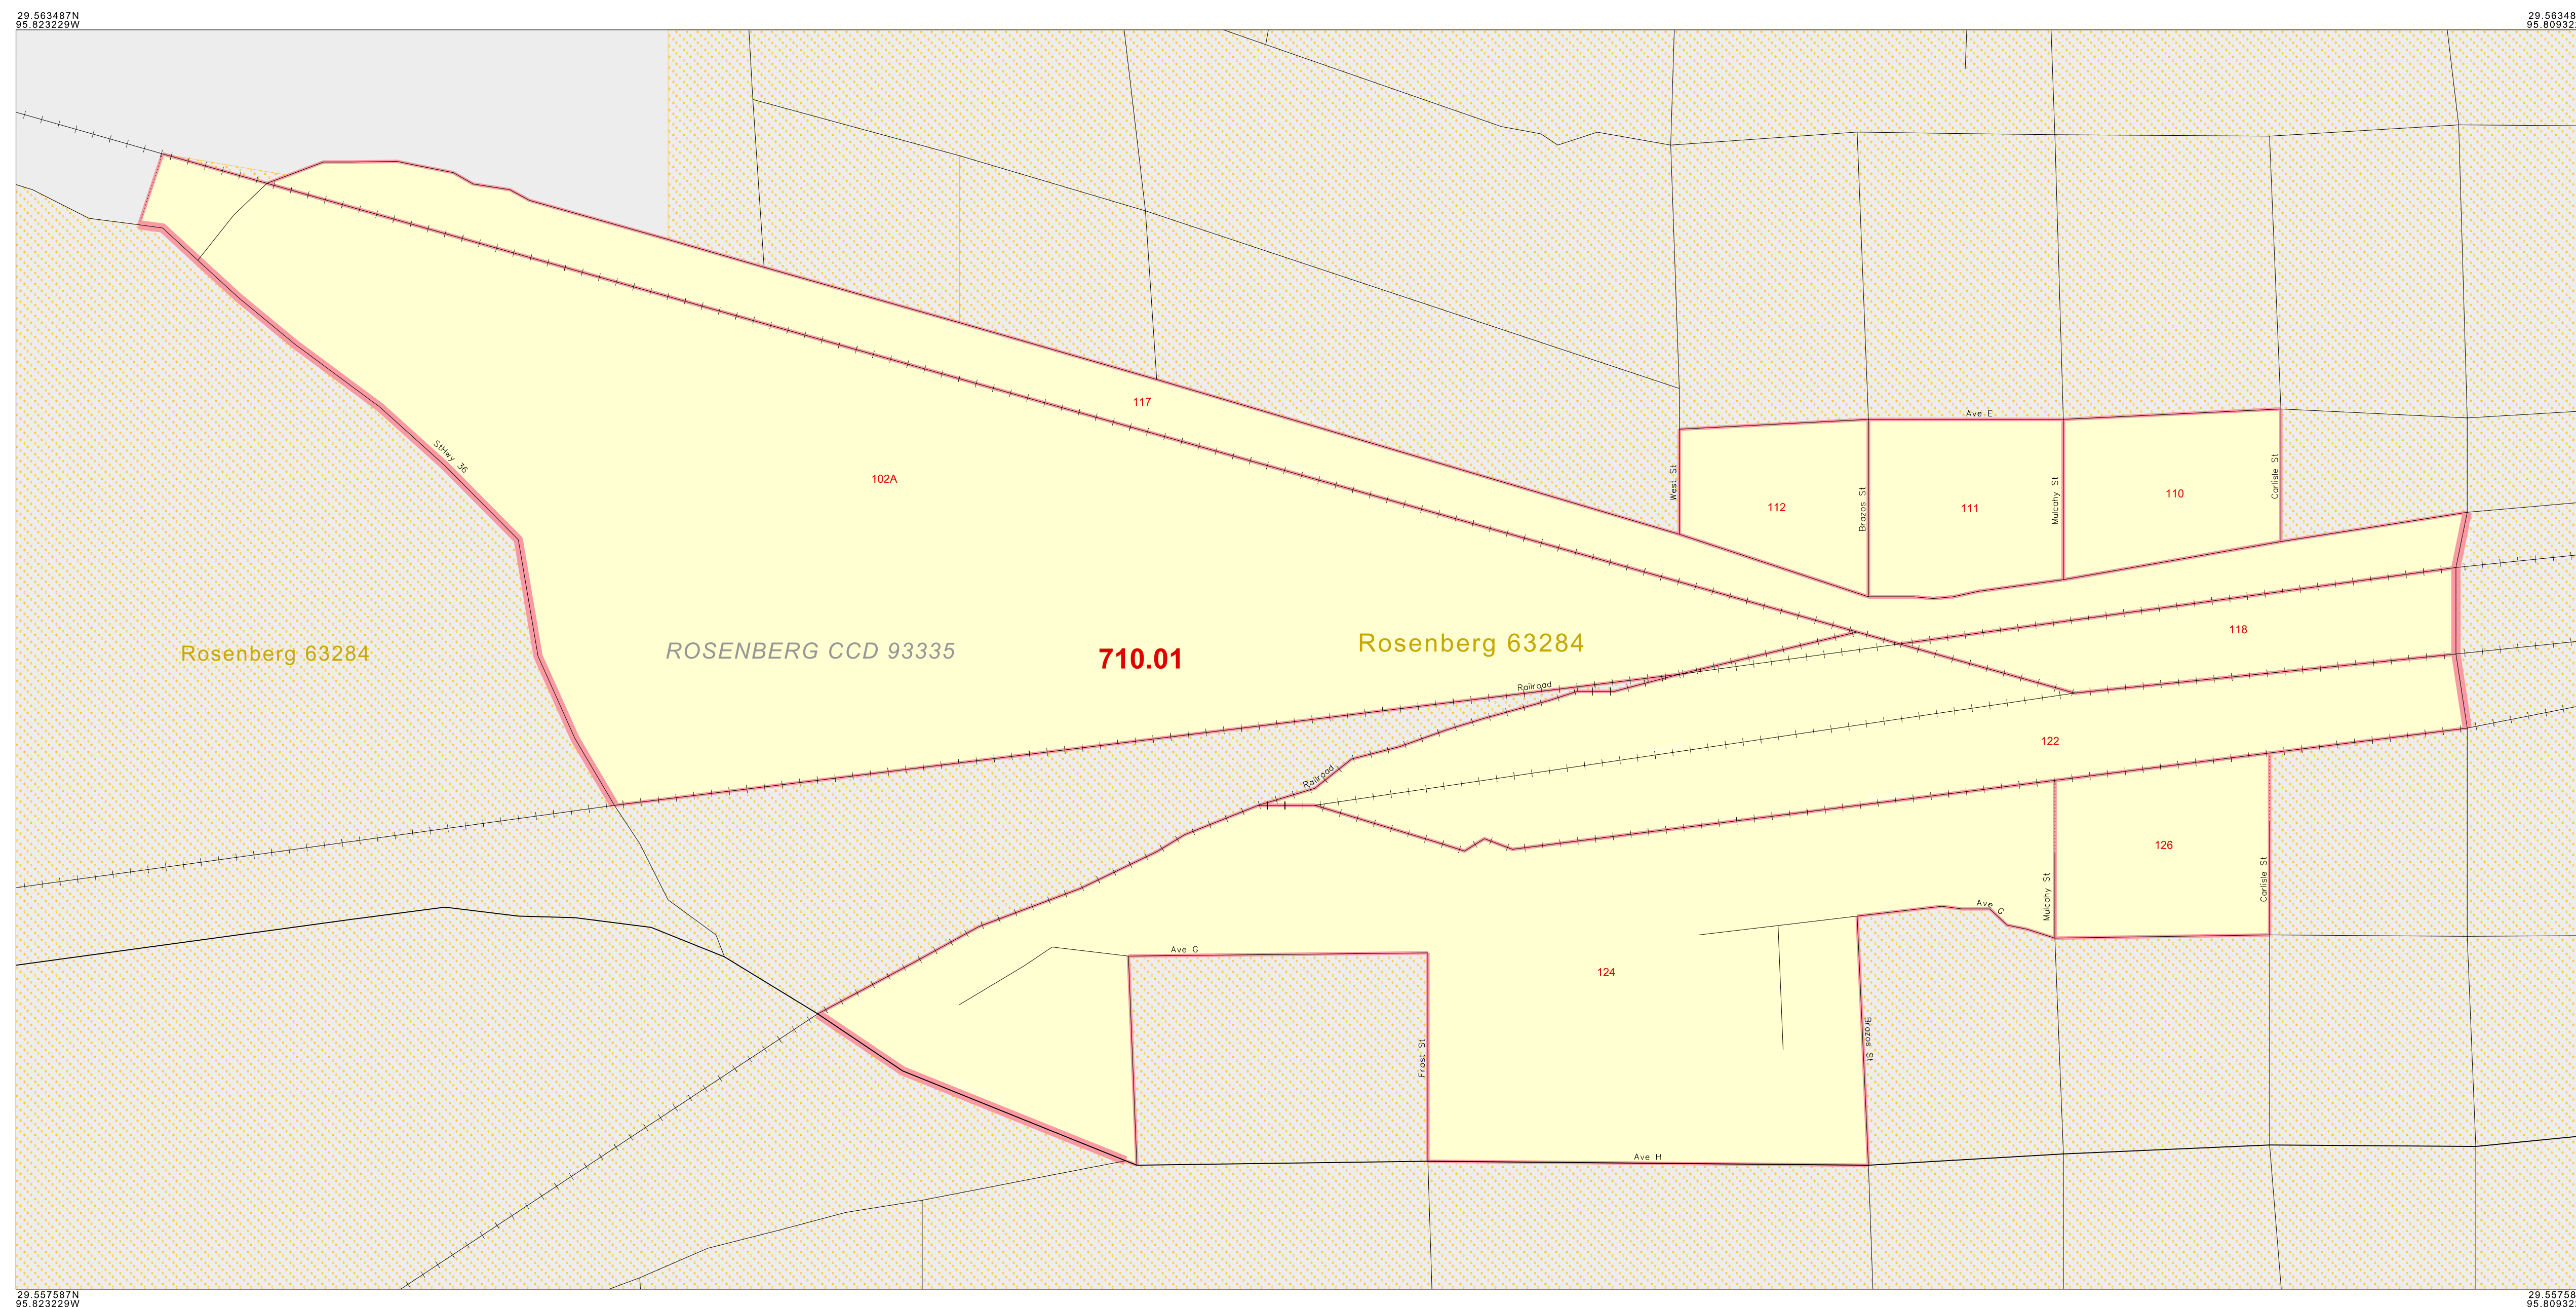 29.563487N
95.823229W
29.56348
95.80932
117
StHwy 36
102A
Ave E
West St
112
Brazos St
111
Mulcahy St
110
Carlisle St
118
Rosenberg 63284
ROSENBERG CCD 93335
710.01
Rosenberg 63284
Railroad
122
Railroad
126
Mulcahy St
Carlisle St
Ave G
Ave G
124
Frost St
Brazos St
Ave H
29.557587N
95.823229W
29.55758
95.80932